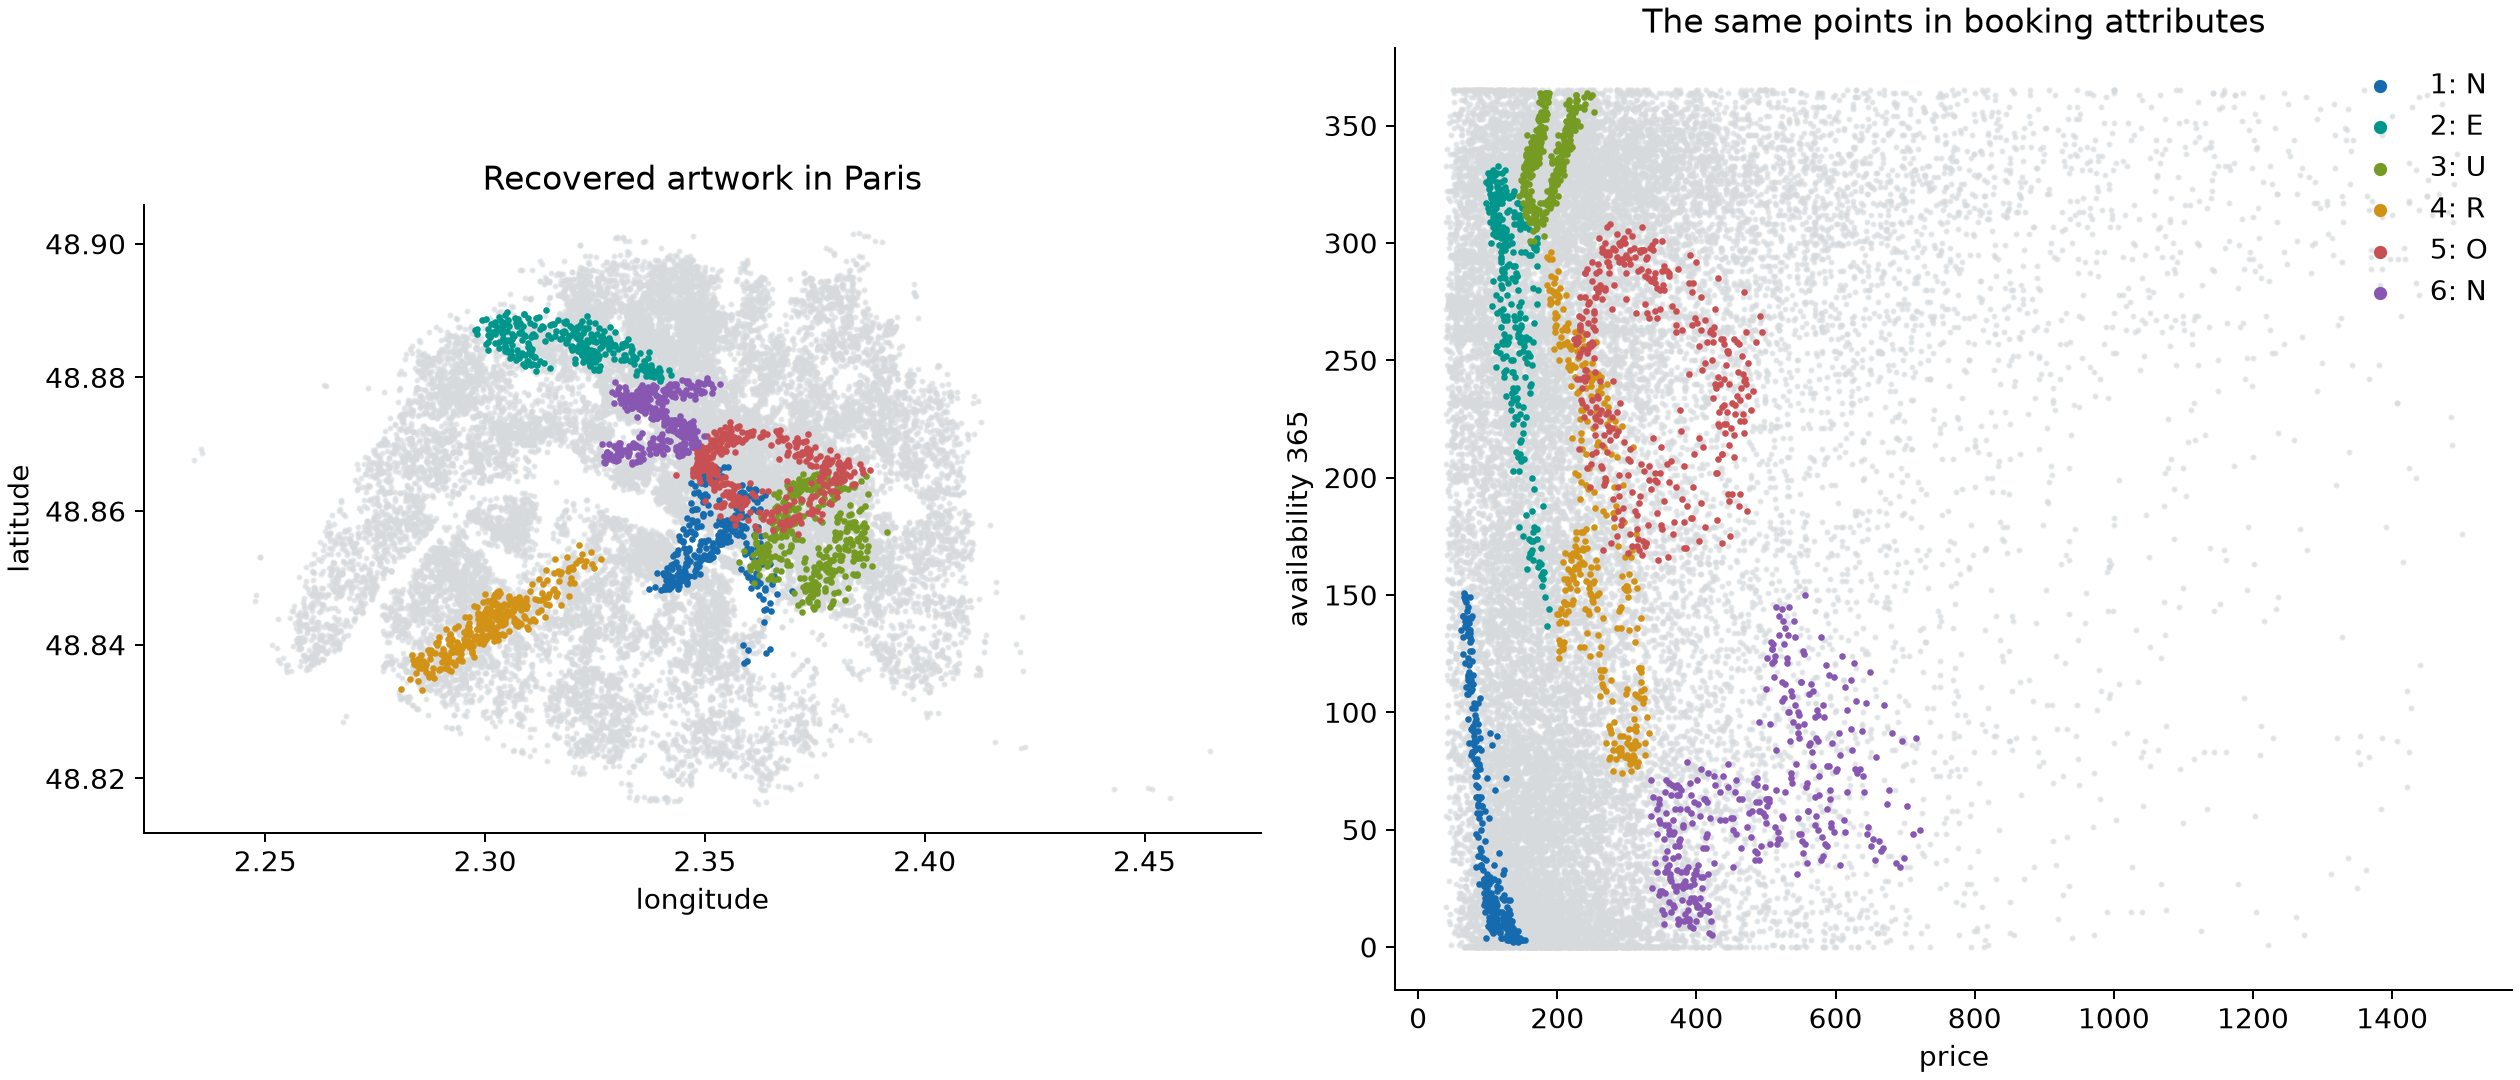 Recovered artwork in Paris
48.90
48.88
48.86
48.84
48.82
latitude
2.25 2.30 2.35 2.40 2.45
longitude
The same points in booking attributes
350
300
250
200
150
100
50
0
availability 365
0 200 400 600 800 1000 1200 1400
price
1: N
2: E
3: U
4: R
5: O
6: N